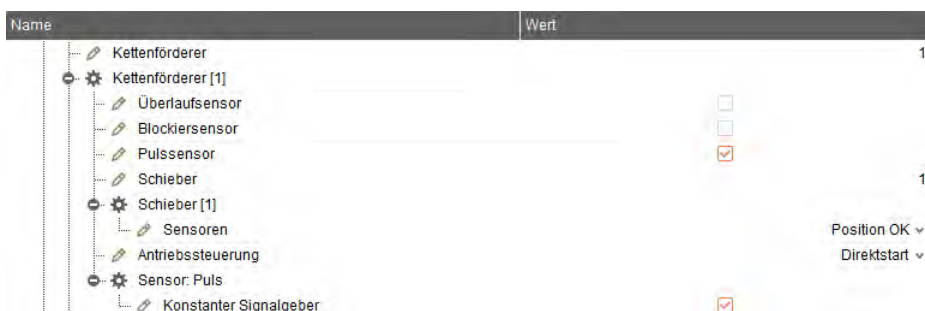 Name Wert
Kettenförderer 1
Kettenförderer [1]
Überlaufsensor
Blockiersensor
Pulssensor
Schieber 1
Schieber [1]
Sensoren Position OK
Antriebssteuerung Direktstart
Sensor: Puls
Konstanter Signalgeber